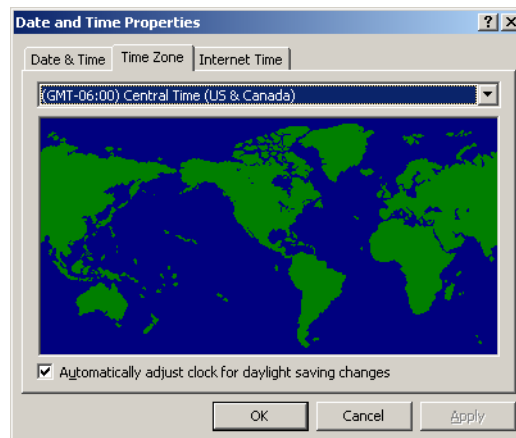 Date and Time Properties
Date & Time Time Zone Internet Time
(GMT-06:00) Central Time (US & Canada)
Automatically adjust clock for daylight saving changes
OK Cancel Apply